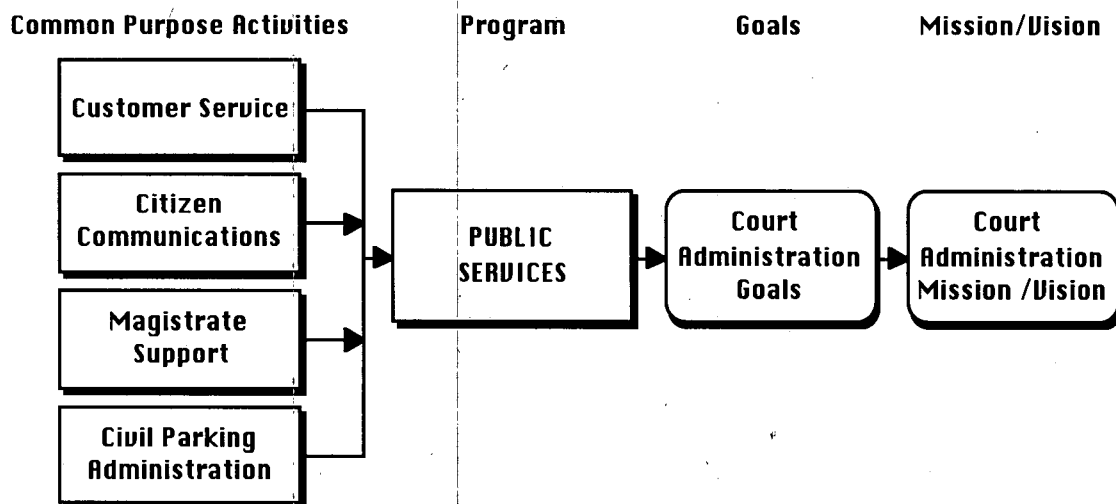 Common Purpose Activities Program Goals Mission/Vision
Customer Service
Citizen
Communications
Magistrate
Support
Civil Parking
Administration
PUBLIC
SERVICES
Court
Administration
Goals
Court
Administration
Mission /Vision